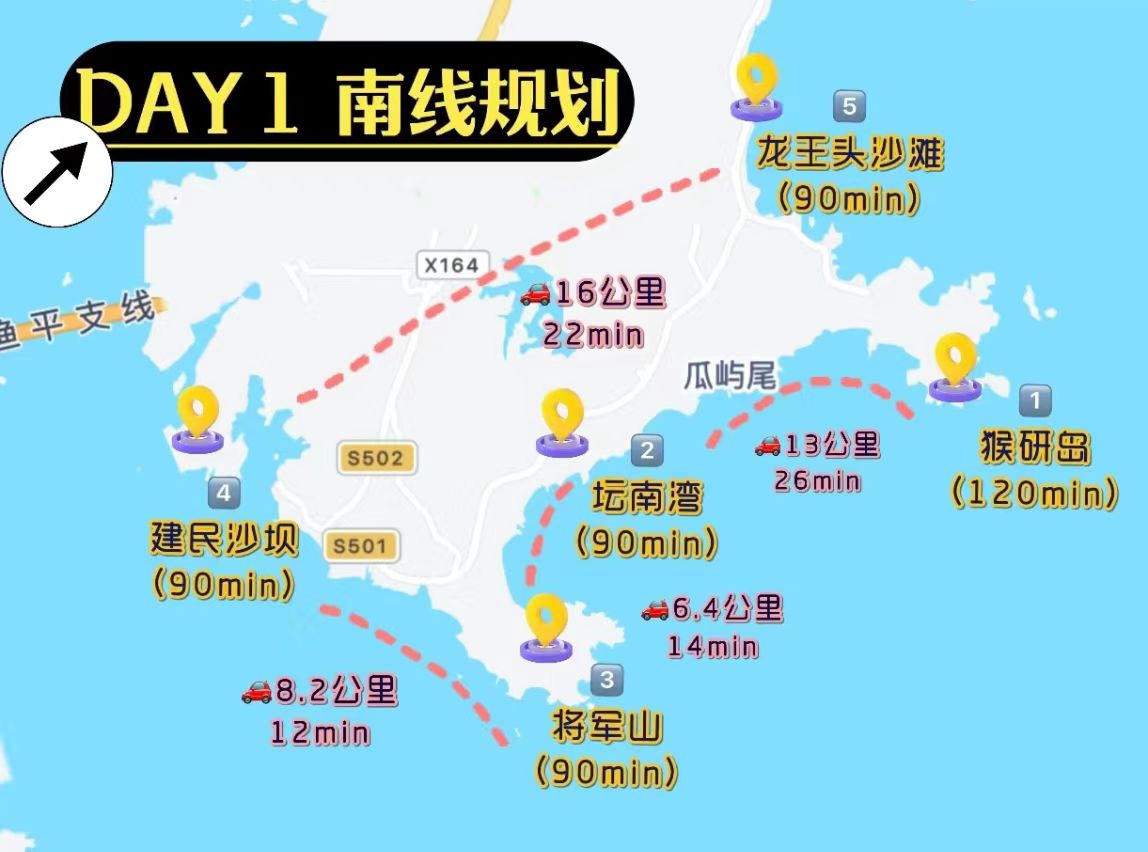 DAY 1 南线规划
5
龙王头沙滩
(90min)
X164
16公里
22min
渔平支线
瓜屿尾
1
猴研岛
(120min)
13公里
26min
2
坛南湾
(90min)
S502
4
建民沙坝
(90min)
S501
6.4公里
14min
3
将军山
(90min)
8.2公里
12min